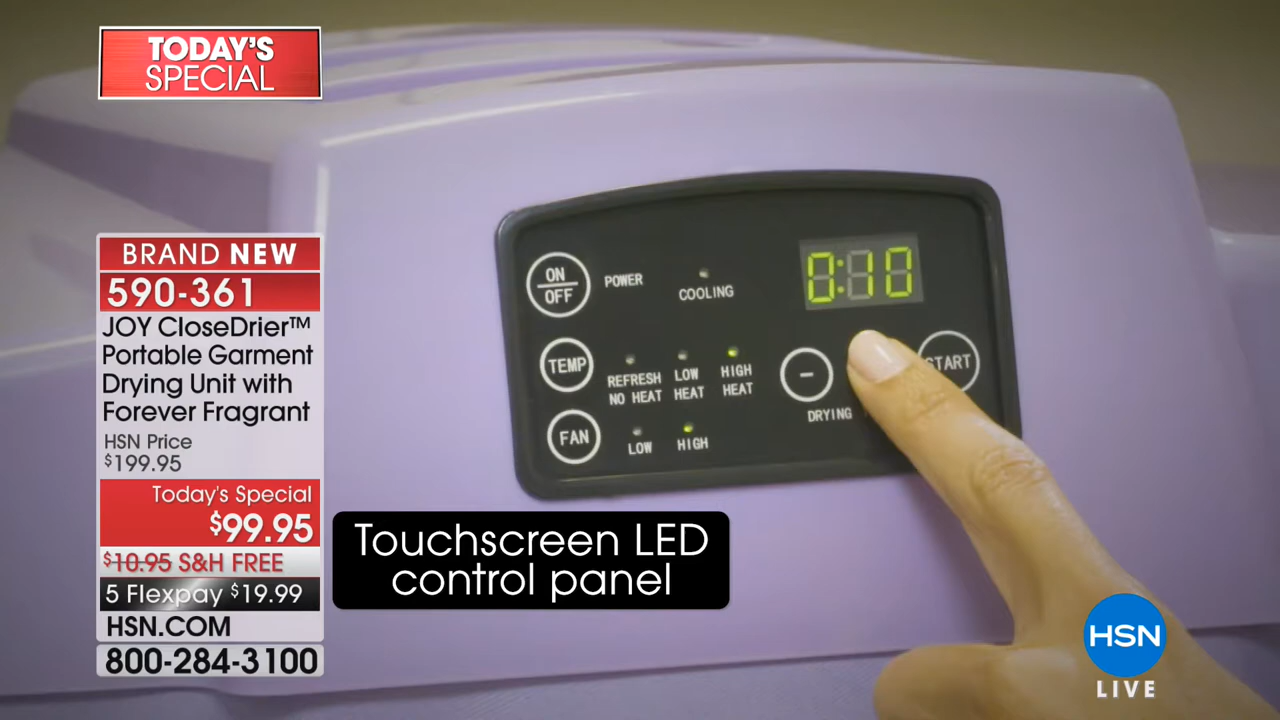 TODAY'S
SPECIAL
BRAND NEW
590-361
JOY CloseDrier™
Portable Garment
Drying Unit with
Forever Fragrant
HSN Price
$199.95
Today's Special
$99.95
$10.95 S&H FREE
5 Flexpay $19.99
HSN.COM
800-284-3100
Touchscreen LED
control panel
ON
OFF
POWER
COOLING
0:10
TEMP
REFRESH
NO HEAT
LOW
HEAT
HIGH
HEAT
-
START
DRYING
FAN
LOW
HIGH
HSN
LIVE